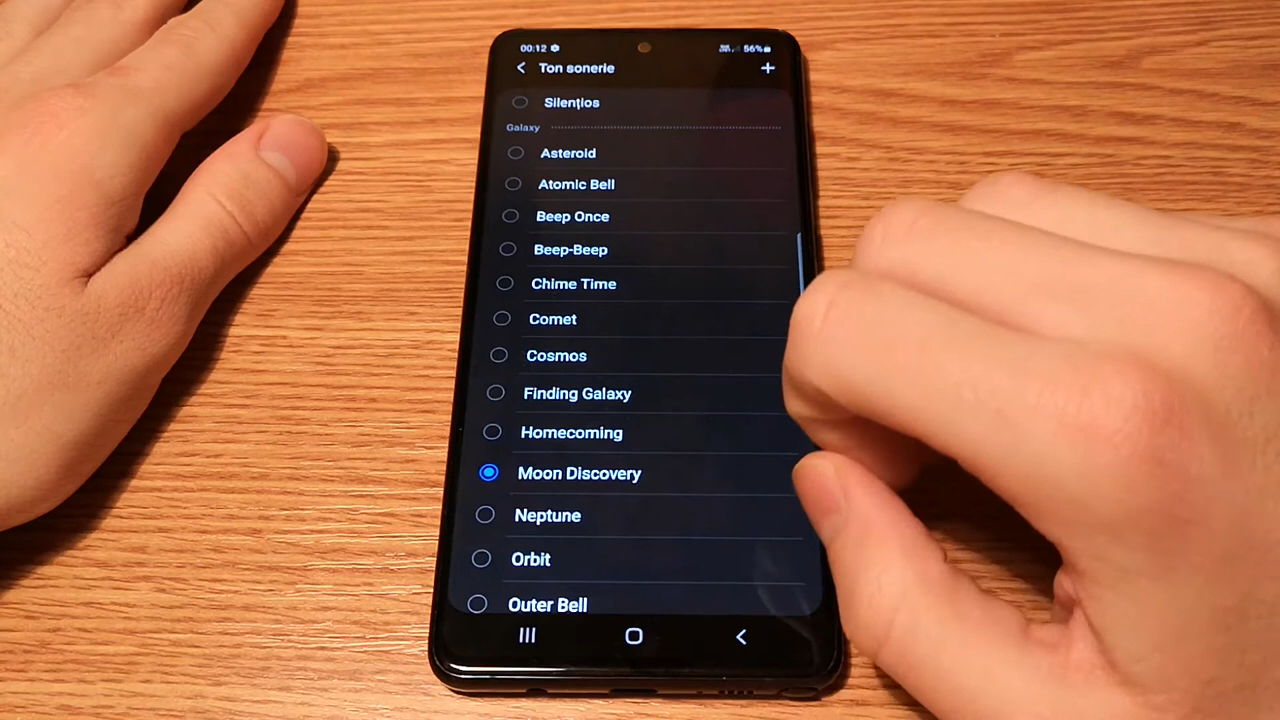 00:12
56%
Ton sonerie
Silențios
Galaxy
Asteroid
Atomic Bell
Beep Once
Beep-Beep
Chime Time
Comet
Cosmos
Finding Galaxy
Homecoming
Moon Discovery
Neptune
Orbit
Outer Bell